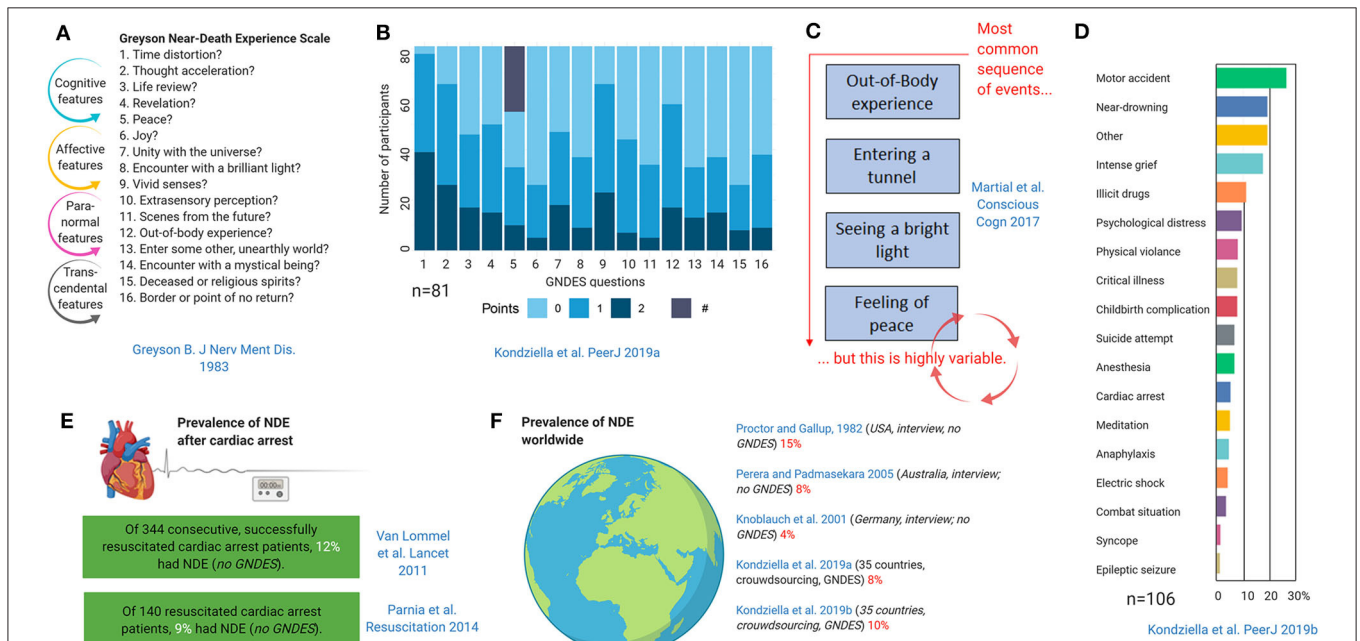 A
Greyson Near-Death Experience Scale
1. Time distortion?
2. Thought acceleration?
3. Life review?
4. Revelation?
5. Peace?
6. Joy?
7. Unity with the universe?
8. Encounter with a brilliant light?
9. Vivid senses?
10. Extrasensory perception?
11. Scenes from the future?
12. Out-of-body experience?
13. Enter some other, unearthly world?
14. Encounter with a mystical being?
15. Deceased or religious spirits?
16. Border or point of no return?
Cognitive
features
Affective
features
Para-
normal
features
Trans-
cendental
features
Greyson B. J Nerv Ment Dis.
1983
B
Number of participants
80
60
40
20
0
1 2 3 4 5 6 7 8 9 10 11 12 13 14 15 16
GNDES questions
n=81
Points 0 1 2 #
Kondziella et al. PeerJ 2019a
C
Most
common
sequence
of events...
Out-of-Body
experience
Entering a
tunnel
Seeing a bright
light
Feeling of
peace
Martial et al.
Conscious
Cogn 2017
... but this is highly variable.
D
Motor accident
Near-drowning
Other
Intense grief
Illicit drugs
Psychological distress
Physical violence
Critical illness
Childbirth complication
Suicide attempt
Anesthesia
Cardiac arrest
Meditation
Anaphylaxis
Electric shock
Combat situation
Syncope
Epileptic seizure
0 10 20 30%
n=106
Kondziella et al. PeerJ 2019b
E
Prevalence of NDE
after cardiac arrest
00:00
Of 344 consecutive, successfully
resuscitated cardiac arrest patients, 12%
had NDE (no GNDES).
Van Lommel
et al. Lancet
2011
Of 140 resuscitated cardiac arrest
patients, 9% had NDE (no GNDES).
Parnia et al.
Resuscitation 2014
F
Prevalence of NDE
worldwide
Proctor and Gallup, 1982 (USA, interview, no
GNDES) 15%
Perera and Padmasekara 2005 (Australia, interview;
no GNDES) 8%
Knoblauch et al. 2001 (Germany, interview; no
GNDES) 4%
Kondziella et al. 2019a (35 countries,
crouwdsourcing, GNDES) 8%
Kondziella et al. 2019b (35 countries,
crouwdsourcing, GNDES) 10%